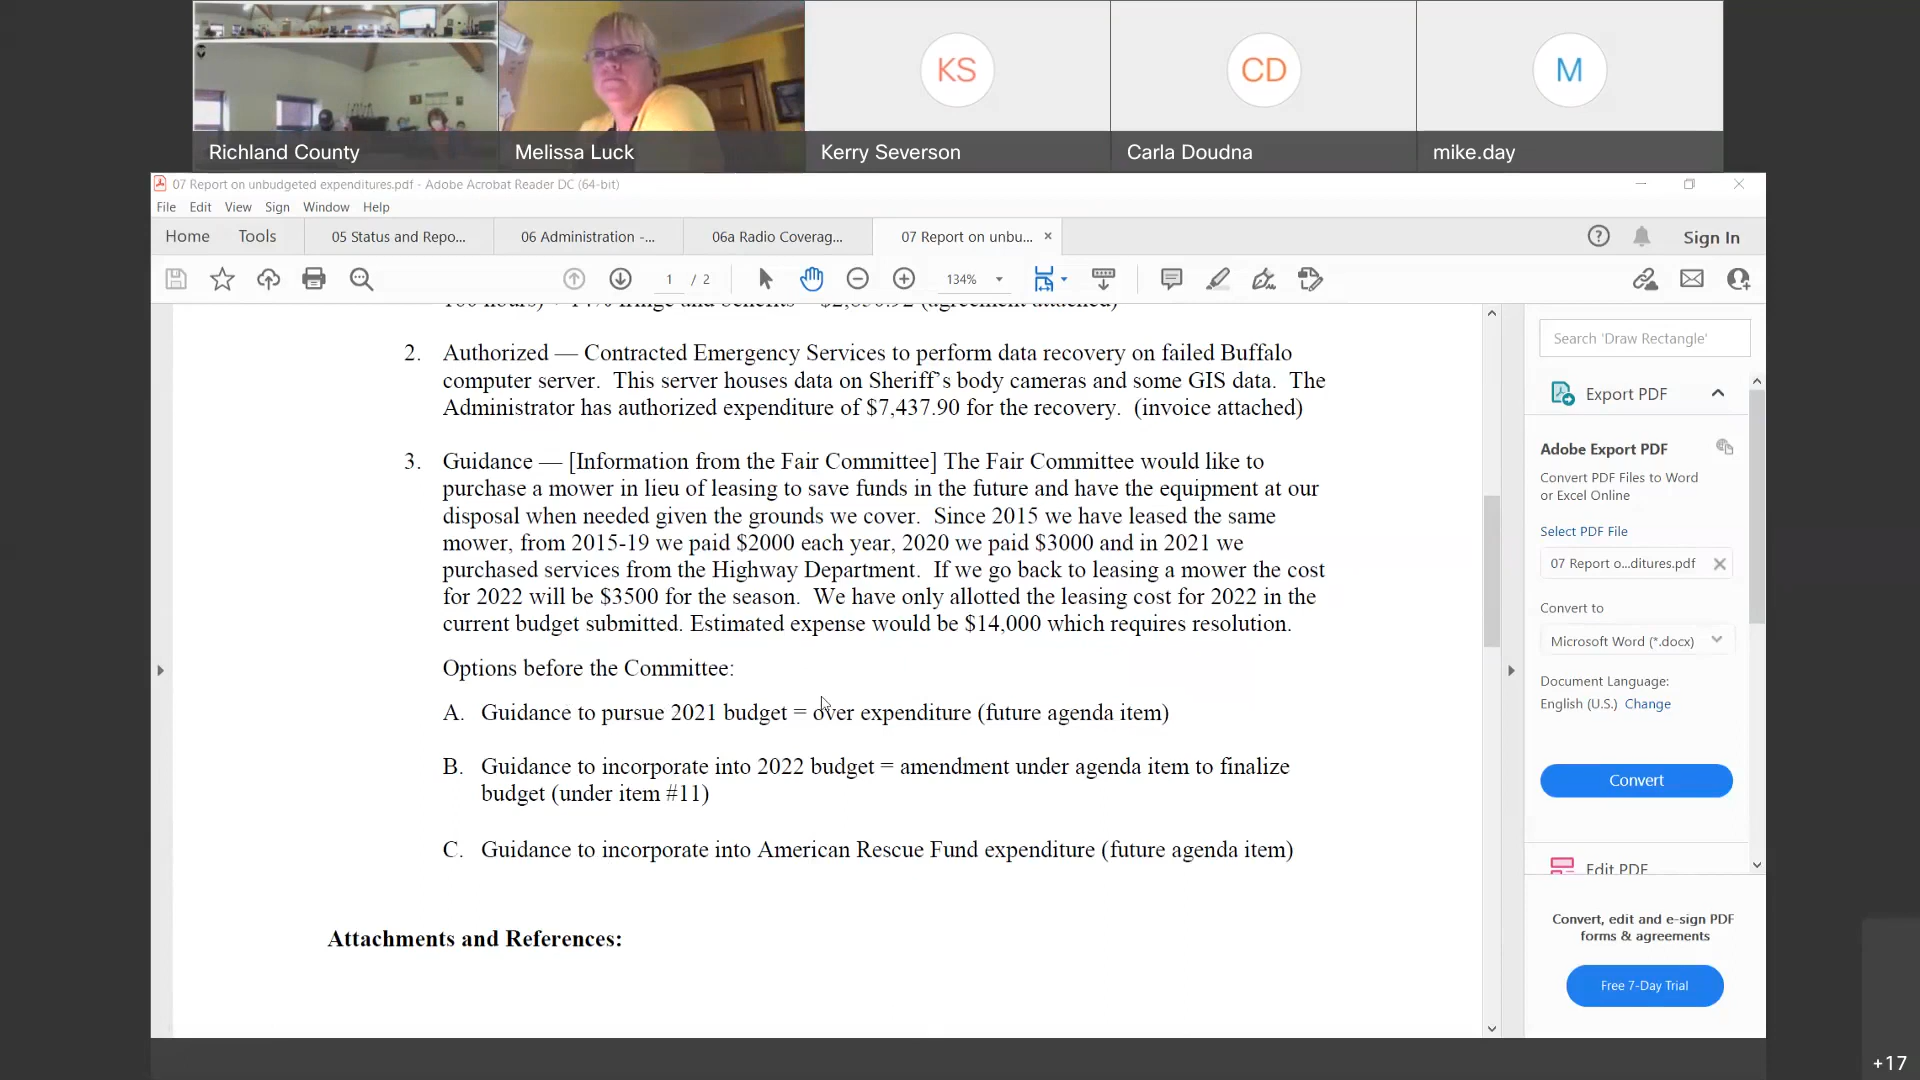 KS
CD
M
Richland County
Melissa Luck
Kerry Severson
Carla Doudna
mike.day
07 Report on unbudgeted expenditures.pdf - Adobe Acrobat Reader DC (64-bit)
File Edit View Sign Window Help
Home Tools 05 Status and Repo... 06 Administration -... 06a Radio Coverag... 07 Report on unbu... × Sign In
1 / 2 134%
2. Authorized — Contracted Emergency Services to perform data recovery on failed Buffalo
computer server. This server houses data on Sheriff's body cameras and some GIS data. The
Administrator has authorized expenditure of $7,437.90 for the recovery. (invoice attached)
3. Guidance — [Information from the Fair Committee] The Fair Committee would like to
purchase a mower in lieu of leasing to save funds in the future and have the equipment at our
disposal when needed given the grounds we cover. Since 2015 we have leased the same
mower, from 2015-19 we paid $2000 each year, 2020 we paid $3000 and in 2021 we
purchased services from the Highway Department. If we go back to leasing a mower the cost
for 2022 will be $3500 for the season. We have only allotted the leasing cost for 2022 in the
current budget submitted. Estimated expense would be $14,000 which requires resolution.
Options before the Committee:
A. Guidance to pursue 2021 budget = over expenditure (future agenda item)
B. Guidance to incorporate into 2022 budget = amendment under agenda item to finalize
budget (under item #11)
C. Guidance to incorporate into American Rescue Fund expenditure (future agenda item)
Attachments and References:
Search 'Draw Rectangle'
Export PDF
Adobe Export PDF
Convert PDF Files to Word
or Excel Online
Select PDF File
07 Report o...ditures.pdf
Convert to
Microsoft Word (*.docx)
Document Language:
English (U.S.) Change
Convert
Edit PDF
Convert, edit and e-sign PDF
forms & agreements
Free 7-Day Trial
+17